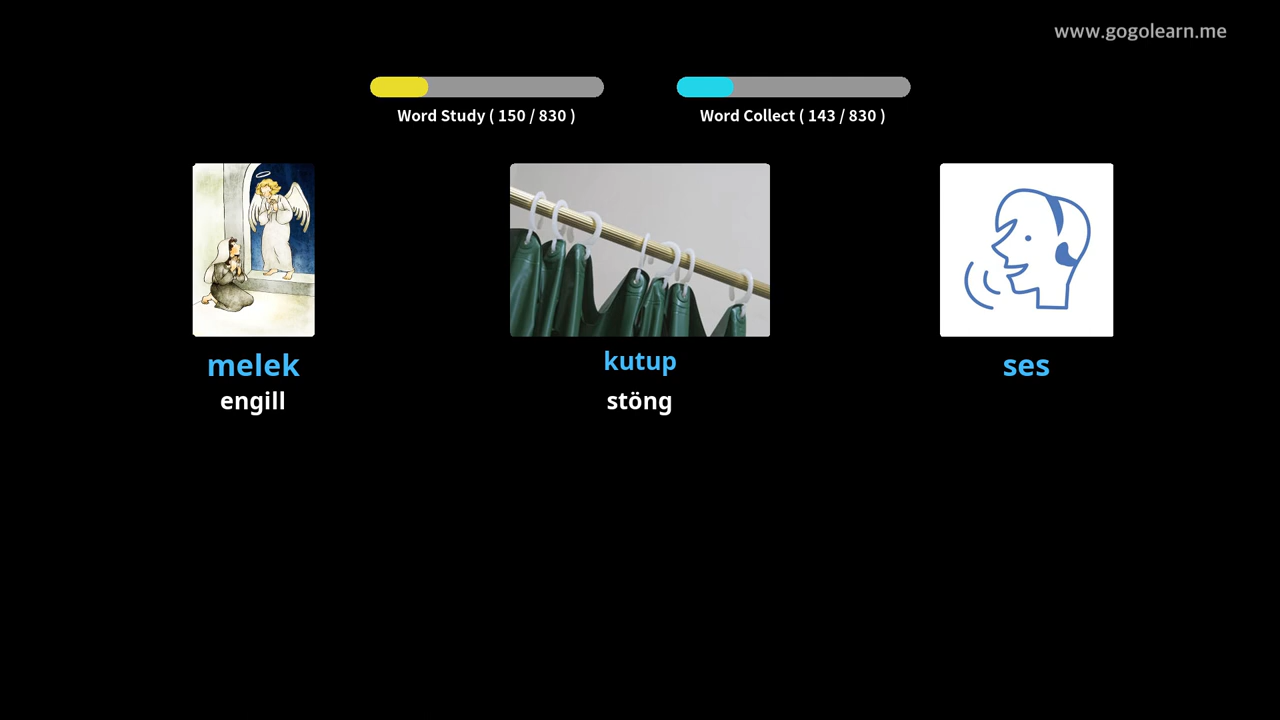 www.gogolearn.me
Word Study ( 150 / 830 )
Word Collect ( 143 / 830 )
melek
engill
kutup
stöng
ses